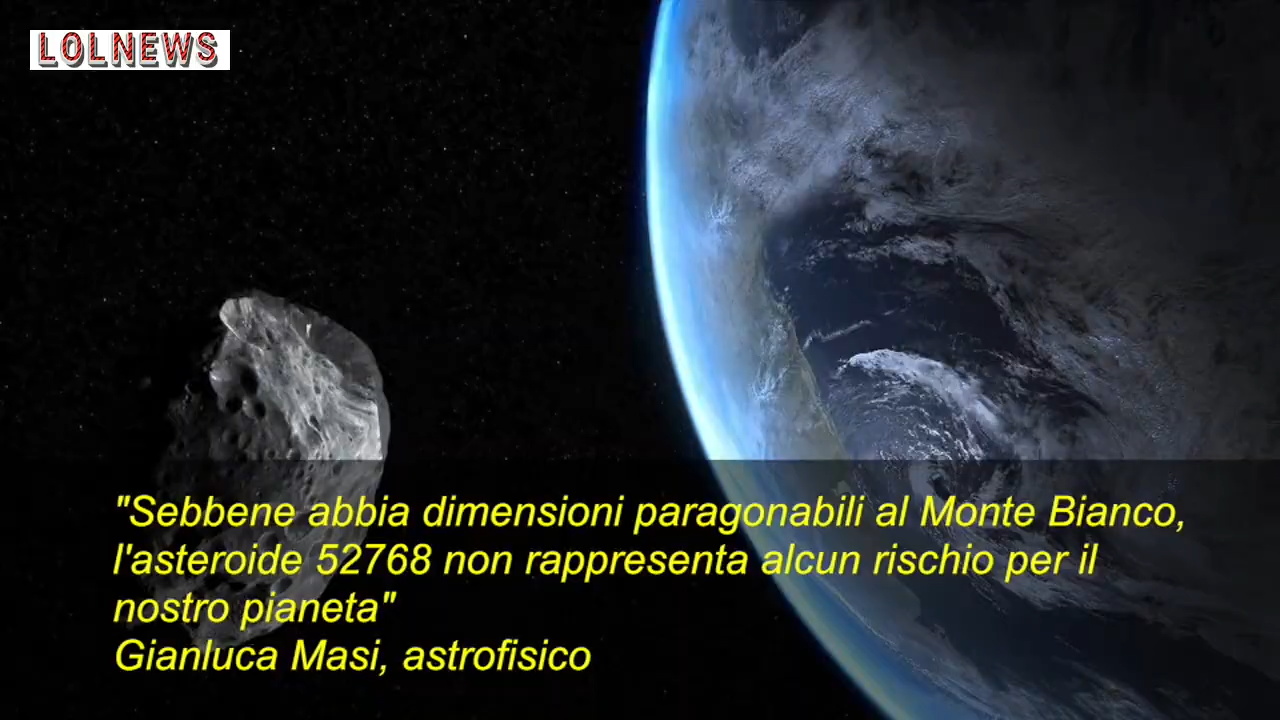 LOLNEWS
"Sebbene abbia dimensioni paragonabili al Monte Bianco,
l'asteroide 52768 non rappresenta alcun rischio per il
nostro pianeta"
Gianluca Masi, astrofisico